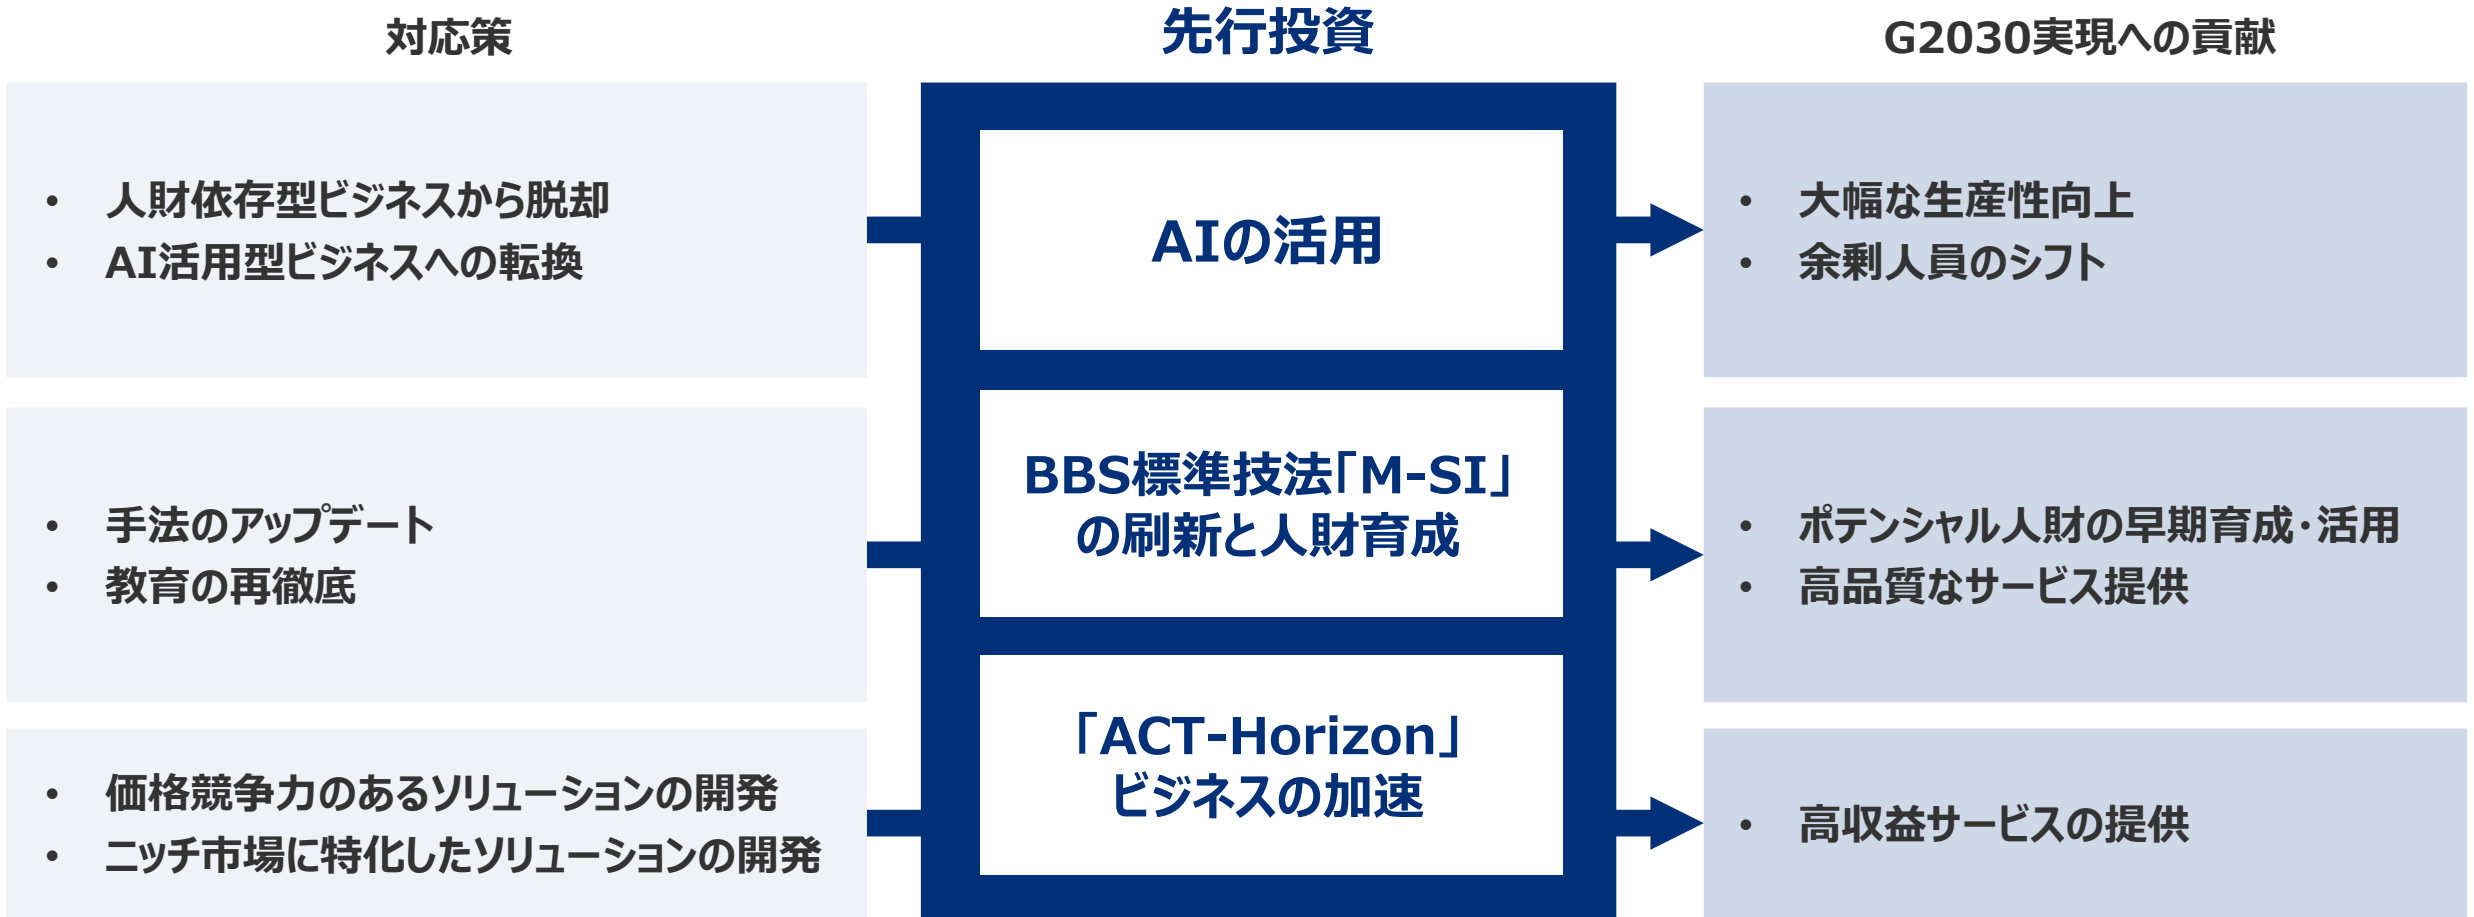 対応策
先行投資
G2030実現への貢献
• 人財依存型ビジネスから脱却
• AI活用型ビジネスへの転換
AIの活用
• 大幅な生産性向上
• 余剰人員のシフト
• 手法のアップデート
• 教育の再徹底
BBS標準技法「M-SI」
の刷新と人財育成
• ポテンシャル人財の早期育成・活用
• 高品質なサービス提供
• 価格競争力のあるソリューションの開発
• ニッチ市場に特化したソリューションの開発
「ACT-Horizon」
ビジネスの加速
• 高収益サービスの提供